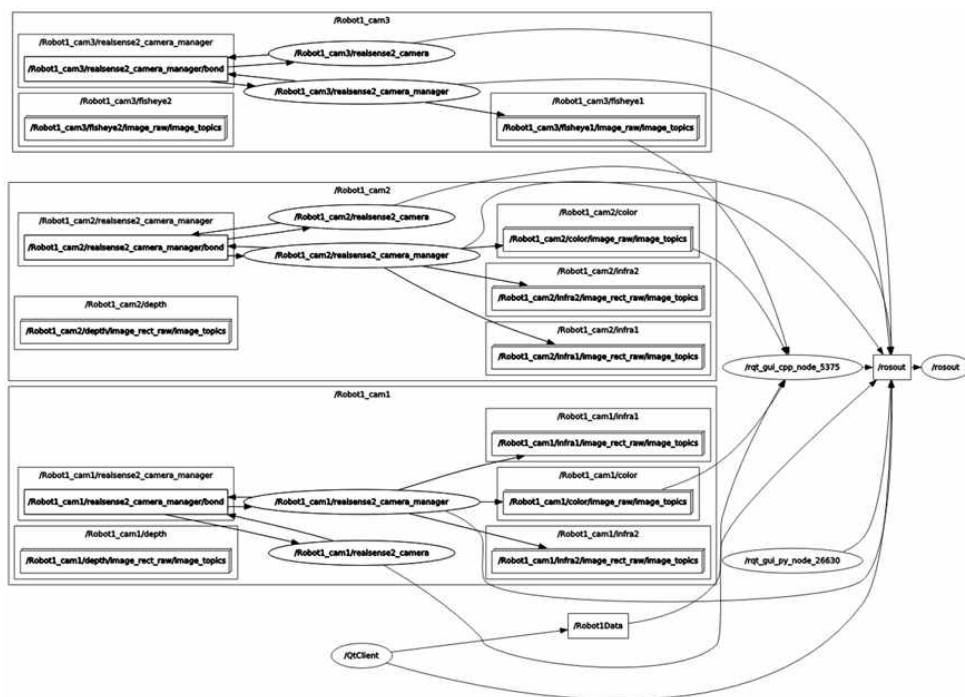 /Robot1_cam3
/Robot1_cam3/realsense2_camera_manager
/Robot1_cam3/realsense2_camera
/Robot1_cam3/realsense2_camera_manager/bond
/Robot1_cam3/realsense2_camera_manager
/Robot1_cam3/fisheye2
/Robot1_cam3/fisheye1
/Robot1_cam3/fisheye2/image_raw/image_topics
/Robot1_cam3/fisheye1/image_raw/image_topics
/Robot1_cam2
/Robot1_cam2/realsense2_camera_manager
/Robot1_cam2/realsense2_camera
/Robot1_cam2/color
/Robot1_cam2/realsense2_camera_manager/bond
/Robot1_cam2/realsense2_camera_manager
/Robot1_cam2/color/image_raw/image_topics
/Robot1_cam2/infra2
/Robot1_cam2/infra2/image_rect_raw/image_topics
/Robot1_cam2/depth
/Robot1_cam2/depth/image_rect_raw/image_topics
/Robot1_cam2/infra1
/Robot1_cam2/infra1/image_rect_raw/image_topics
/rqt_gui_cpp_node_5375
/rosout
/rosout
/Robot1_cam1
/Robot1_cam1/infra1
/Robot1_cam1/infra1/image_rect_raw/image_topics
/Robot1_cam1/realsense2_camera_manager
/Robot1_cam1/color
/Robot1_cam1/realsense2_camera_manager/bond
/Robot1_cam1/realsense2_camera_manager
/Robot1_cam1/color/image_raw/image_topics
/Robot1_cam1/depth
/Robot1_cam1/infra2
/Robot1_cam1/depth/image_rect_raw/image_topics
/Robot1_cam1/realsense2_camera
/Robot1_cam1/infra2/image_rect_raw/image_topics
/rqt_gui_py_node_26630
/Robot1Data
/QtClient